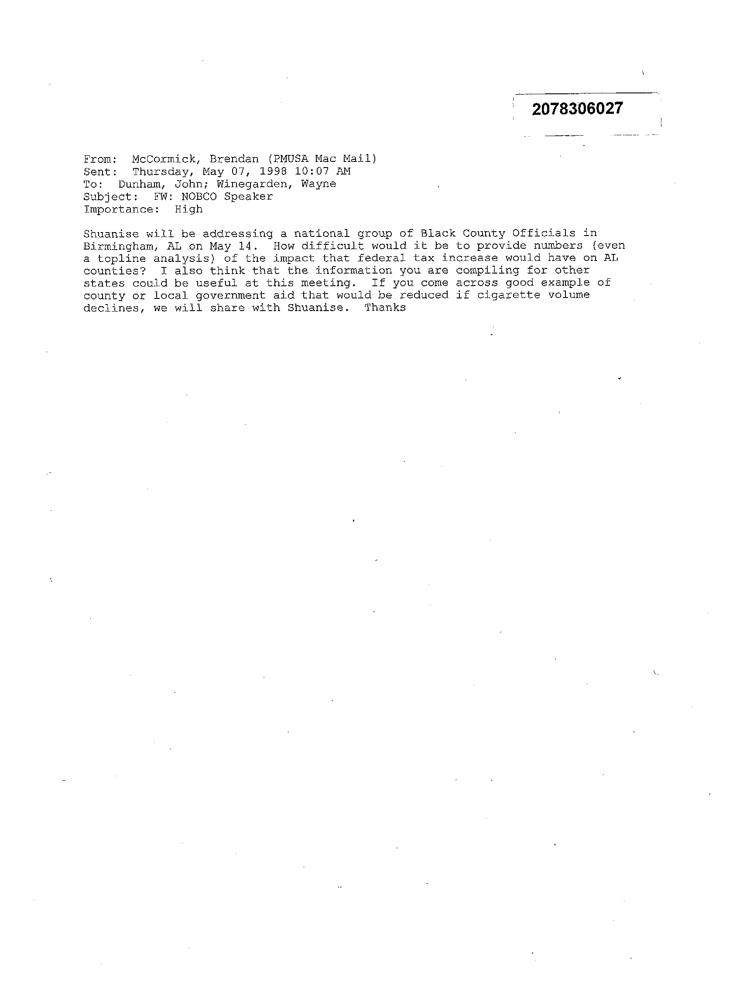 2078306027
From: McCormick, Brendan (PMUSA Mac Mail)
Sent: Thursday, May 07, 1998 10:07 AM
To: Dunham, John; Winegarden, Wayne
Subject: FW: NOBCO Speaker
Importance: High
Shuanise will be addressing a national group of Black County Officials in
Birmingham, AL on May 14. How difficult would it be to provide numbers (even
a topline analysis) of the impact that federal tax increase would have on AL
counties? I also think that the information you are compiling for other
states could be useful at this meeting. If you come across good example of
county or local government aid that would be reduced if cigarette volume
declines, we will share with Shuanise. Thanks